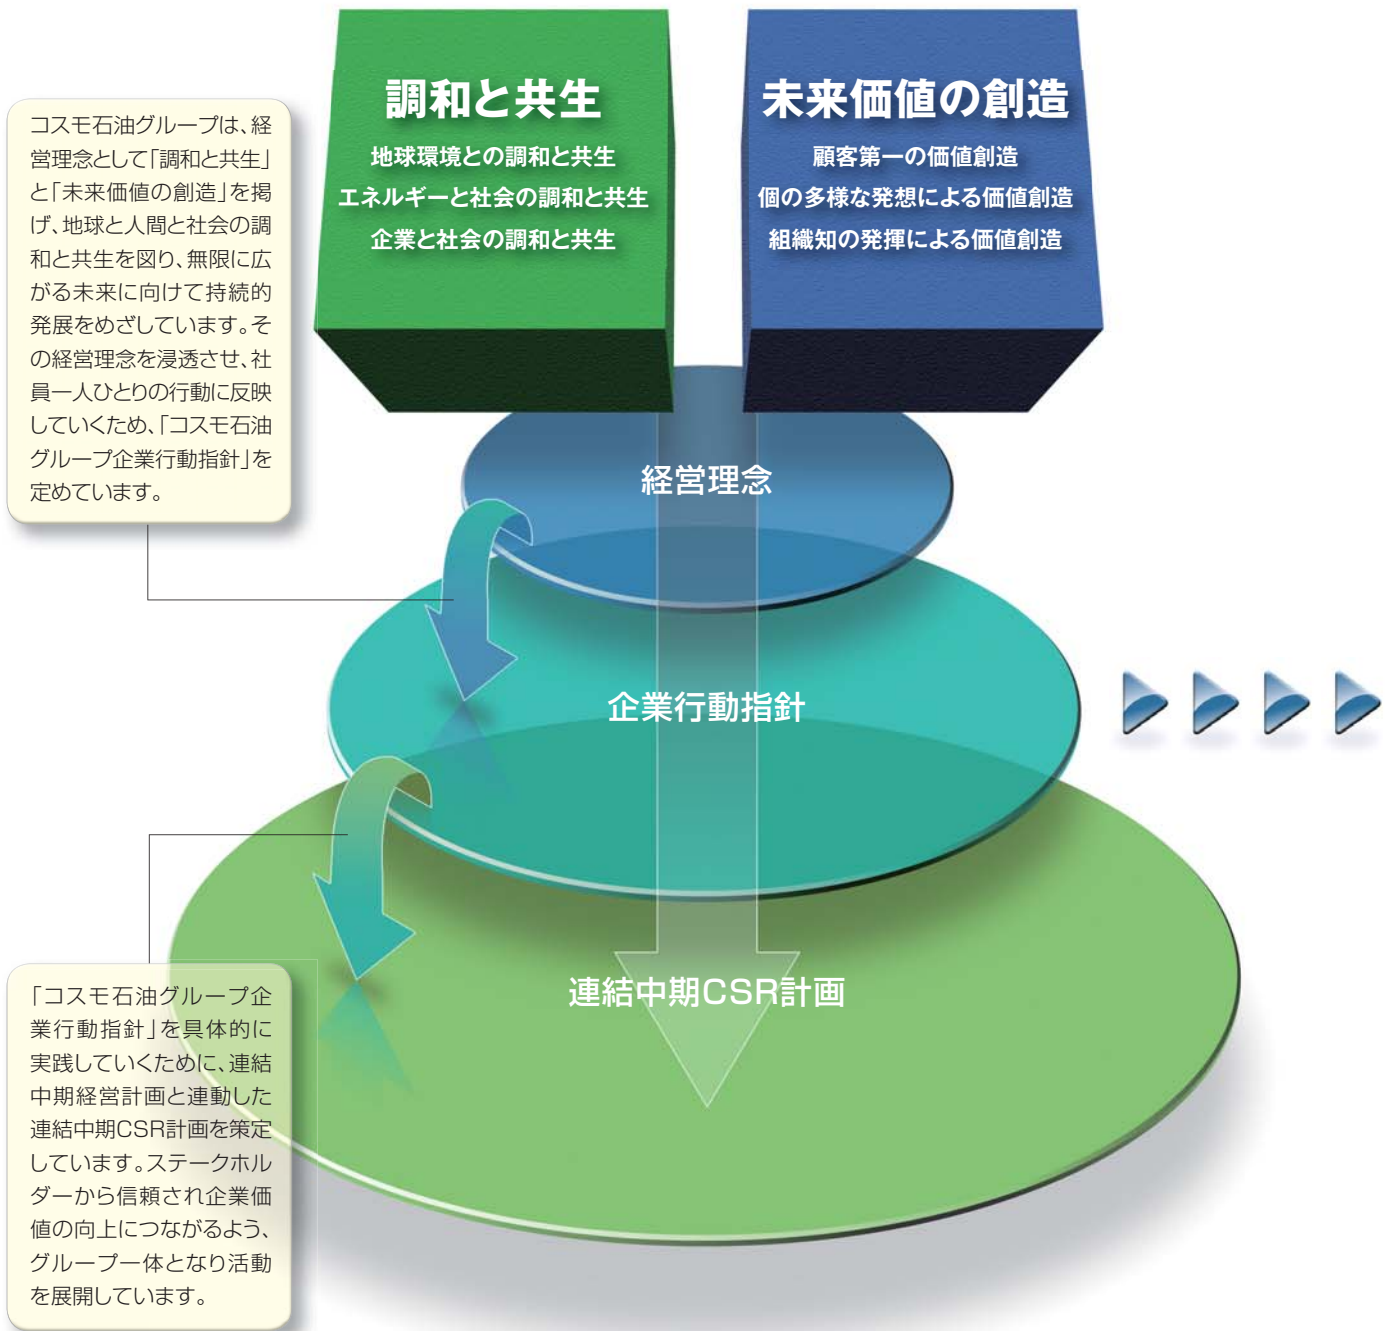 調和と共生
地球環境との調和と共生
エネルギーと社会の調和と共生
企業と社会の調和と共生
未来価値の創造
顧客第一の価値創造
個の多様な発想による価値創造
組織知の発揮による価値創造
コスモ石油グループは、経
営理念として「調和と共生」
と「未来価値の創造」を掲
げ、地球と人間と社会の調
和と共生を図り、無限に広
がる未来に向けて持続的
発展をめざしています。そ
の経営理念を浸透させ、社
員一人ひとりの行動に反映
していくため、「コスモ石油
グループ企業行動指針」を
定めています。
経営理念
企業行動指針
連結中期CSR計画
「コスモ石油グループ企
業行動指針」を具体的に
実践していくために、連結
中期経営計画と連動した
連結中期CSR計画を策定
しています。ステークホル
ダーから信頼され企業価
値の向上につながるよう、
グループ一体となり活動
を展開しています。